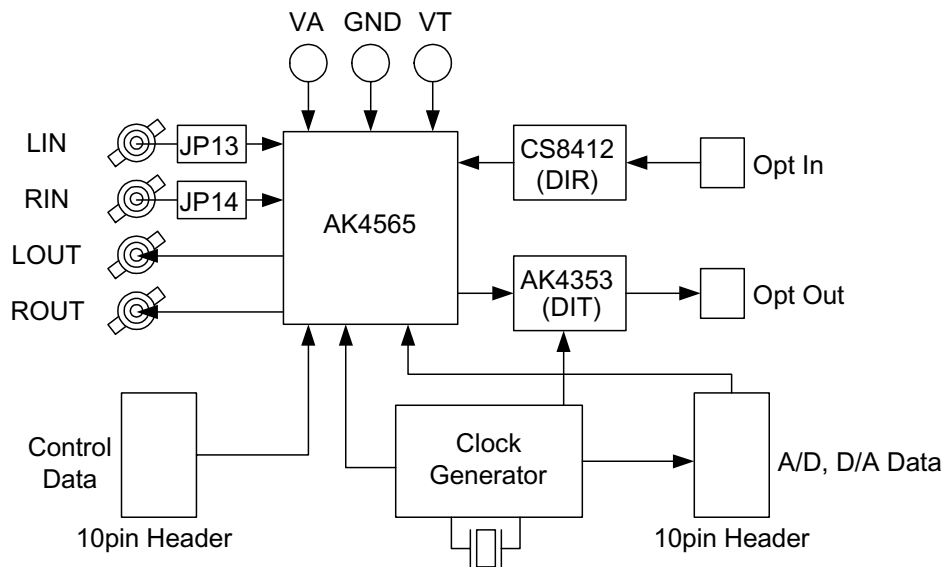 VA GND VT
LIN
JP13
CS8412
(DIR)
Opt In
RIN
JP14
AK4565
LOUT
ROUT
AK4353
(DIT)
Opt Out
Control
Data
10pin Header
Clock
Generator
A/D, D/A Data
10pin Header